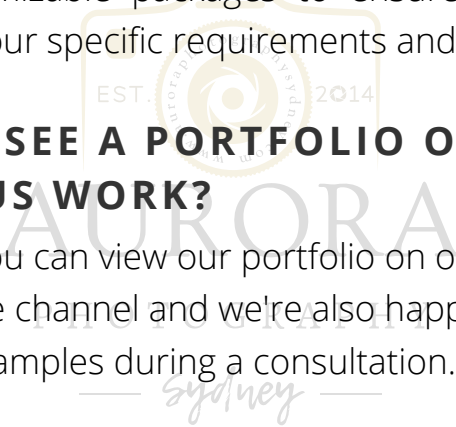 nizable packages to ensure
our specific requirements and
EST. 2014
SEE A PORTFOLIO O
US WORK?
AURORA
ou can view our portfolio on o
e channel and we're also happ
PHOTOGRAPHY
amples during a consultation.
Sydney